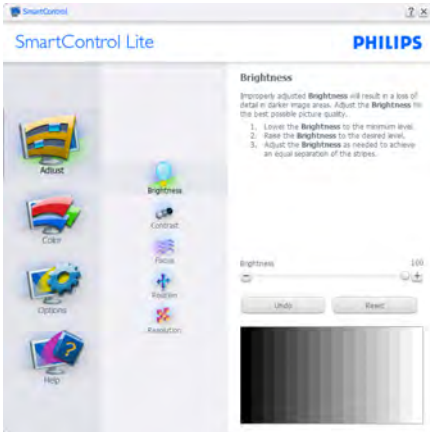 SmartControl
SmartControl Lite
PHILIPS
Adjust
Color
Options
Help
Brightness
Contrast
Focus
Position
Resolution
Brightness
Improperly adjusted Brightness will result in a loss of
detail in darker image areas. Adjust the Brightness for
the best possible picture quality.
1. Lower the Brightness to the minimum level.
2. Raise the Brightness to the desired level.
3. Adjust the Brightness as needed to achieve
an equal separation of the stripes.
Brightness 100
Undo Reset